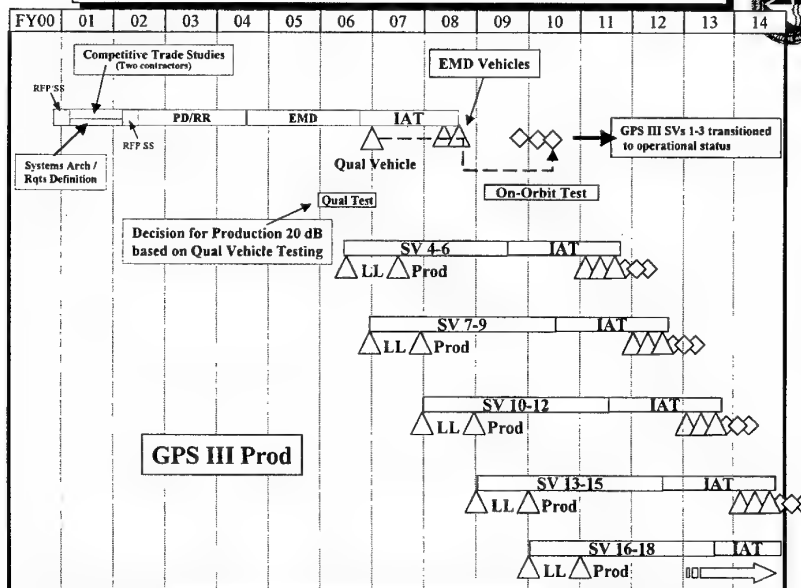 FY00 01 02 03 04 05 06 07 08 09 10 11 12 13 14
Competitive Trade Studies
(Two contractors)
EMD Vehicles
RFP SS
PD/RR EMD IAT
RFP SS
GPS III SVs 1-3 transitioned
to operational status
Qual Vehicle
Systems Arch /
Rqts Definition
On-Orbit Test
Qual Test
Decision for Production 20 dB
based on Qual Vehicle Testing
SV 4-6 IAT
LL Prod
SV 7-9 IAT
LL Prod
SV 10-12 IAT
LL Prod
GPS III Prod
SV 13-15 IAT
LL Prod
SV 16-18 IAT
LL Prod